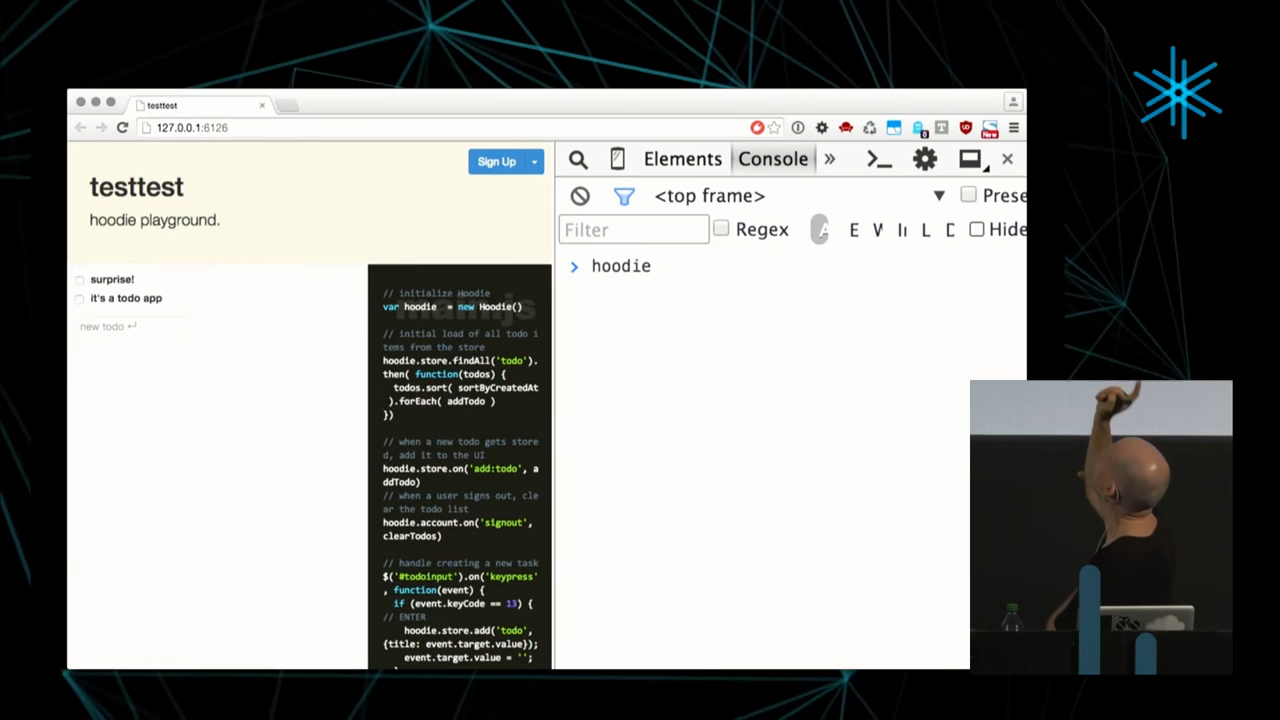 testtest
127.0.0.1:6126
New
Sign Up
testtest
hoodie playground.
surprise!
it's a todo app
new todo
main.js
// initialize Hoodie
var hoodie = new Hoodie()
// initial load of all todo i
tems from the store
hoodie.store.findAll('todo').
then( function(todos) {
todos.sort( sortByCreatedAt
).forEach( addTodo )
})
// when a new todo gets store
d, add it to the UI
hoodie.store.on('add:todo', a
ddTodo)
// when a user signs out, cle
ar the todo list
hoodie.account.on('signout',
clearTodos)
// handle creating a new task
$('#todoinput').on('keypress'
, function(event) {
if (event.keyCode == 13) {
// ENTER
hoodie.store.add('todo',
{title: event.target.value});
event.target.value = '';
Elements Console »
<top frame> Prese
Filter Regex A E W L D Hide
> hoodie